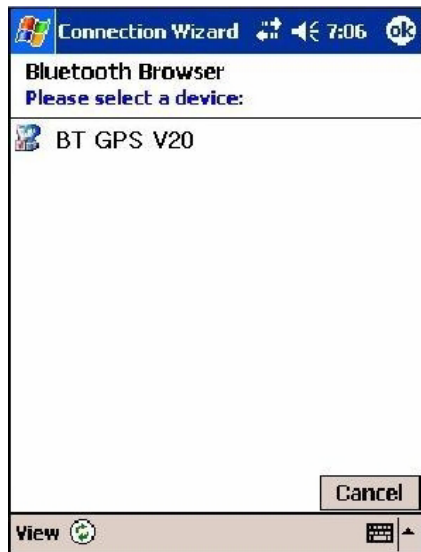 Connection Wizard 7:06 ok
Bluetooth Browser
Please select a device:
BT GPS V20
Cancel
View